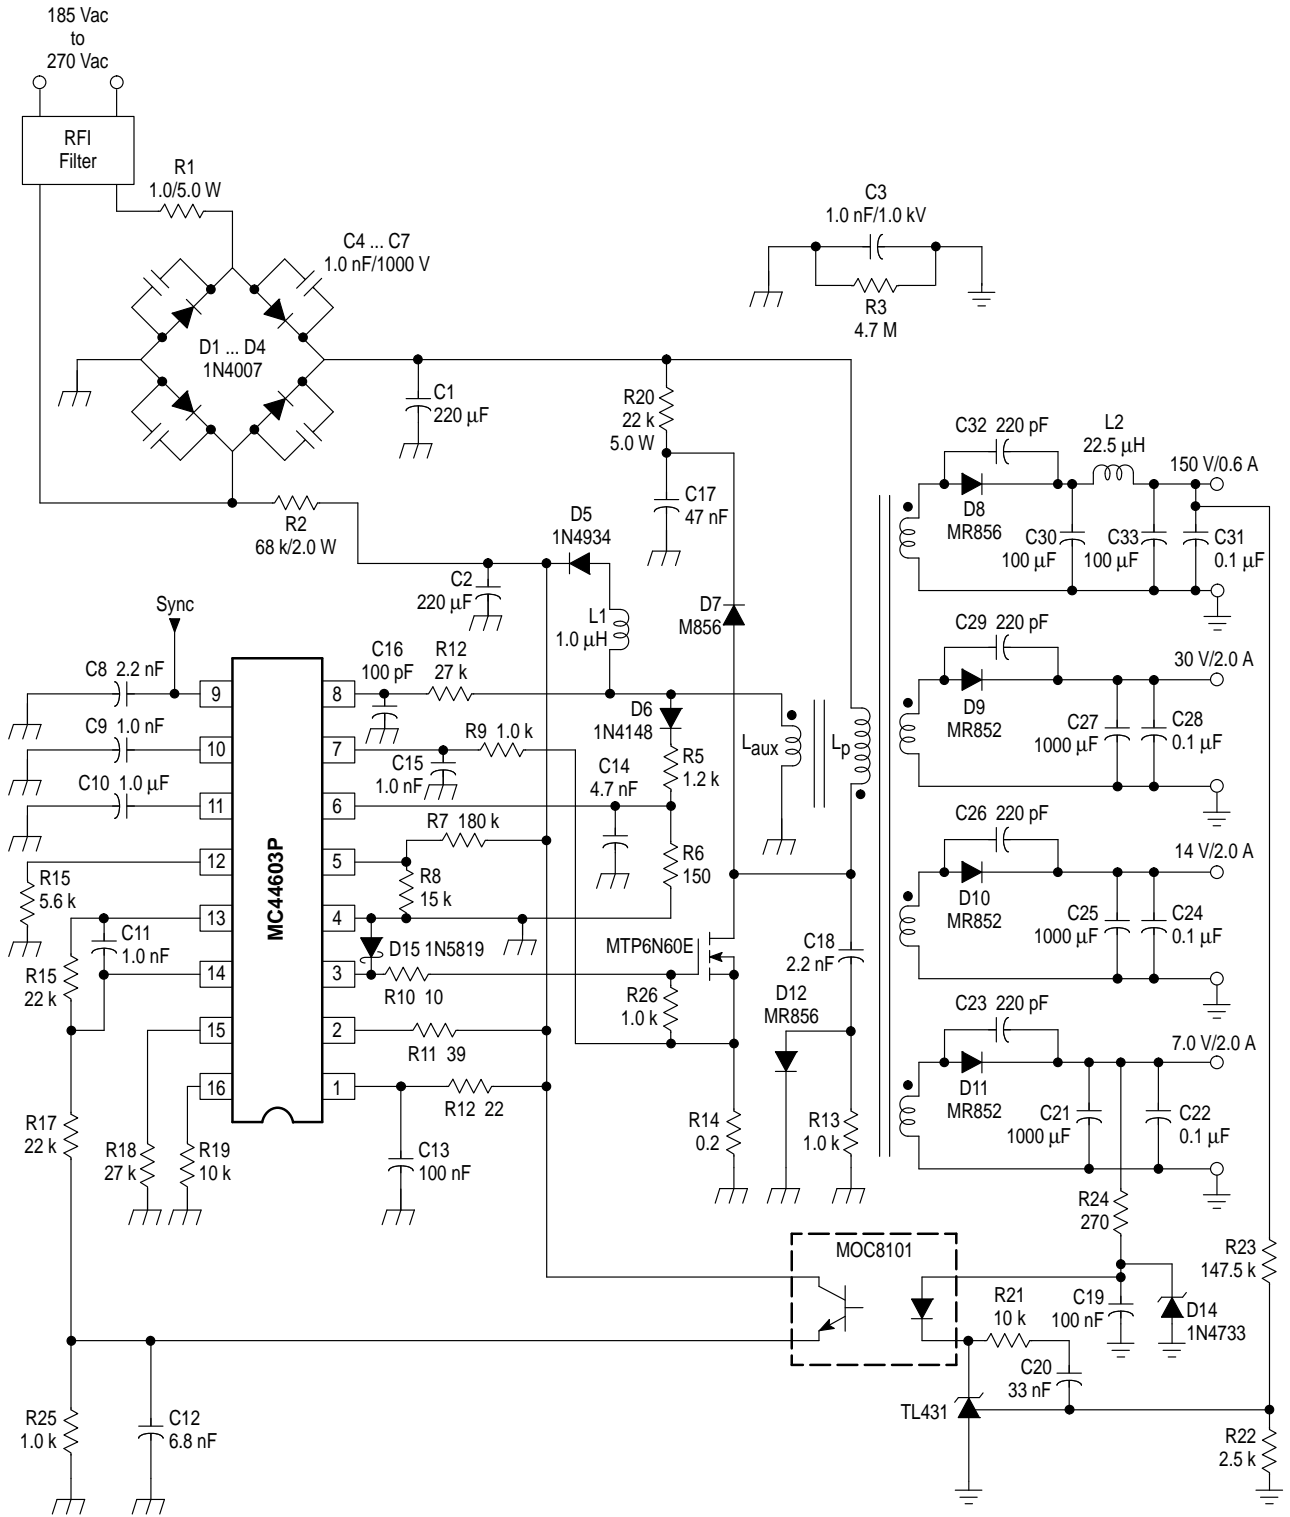 185 Vac
to
270 Vac
RFI
Filter
R1
1.0/5.0 W
C4 ... C7
1.0 nF/1000 V
D1 ... D4
1N4007
C3
1.0 nF/1.0 kV
R3
4.7 M
C1
220 µF
R20
22 k
5.0 W
C17
47 nF
R2
68 k/2.0 W
D5
1N4934
C2
220 µF
L1
1.0 µH
D7
M856
C32 220 pF
L2
22.5 µH
150 V/0.6 A
D8
MR856
C30
100 µF
C33
100 µF
C31
0.1 µF
Sync
C8 2.2 nF
C9 1.0 nF
C10 1.0 µF
9
10
11
12
13
14
15
16
MC44603P
8
7
6
5
4
3
2
1
C16
100 pF
R12
27 k
R9 1.0 k
C15
1.0 nF
D6
1N4148
R5
1.2 k
C14
4.7 nF
R7 180 k
R8
15 k
R6
150
Laux
Lp
C29 220 pF
30 V/2.0 A
D9
MR852
C27
1000 µF
C28
0.1 µF
C26 220 pF
14 V/2.0 A
D10
MR852
C25
1000 µF
C24
0.1 µF
R15
5.6 k
C11
1.0 nF
R15
22 k
D15 1N5819
R10 10
MTP6N60E
R26
1.0 k
C18
2.2 nF
D12
MR856
R11 39
R12 22
C13
100 nF
R17
22 k
R18
27 k
R19
10 k
R14
0.2
R13
1.0 k
C23 220 pF
7.0 V/2.0 A
D11
MR852
C21
1000 µF
C22
0.1 µF
R24
270
MOC8101
R23
147.5 k
R21
10 k
C19
100 nF
D14
1N4733
C20
33 nF
TL431
R22
2.5 k
R25
1.0 k
C12
6.8 nF